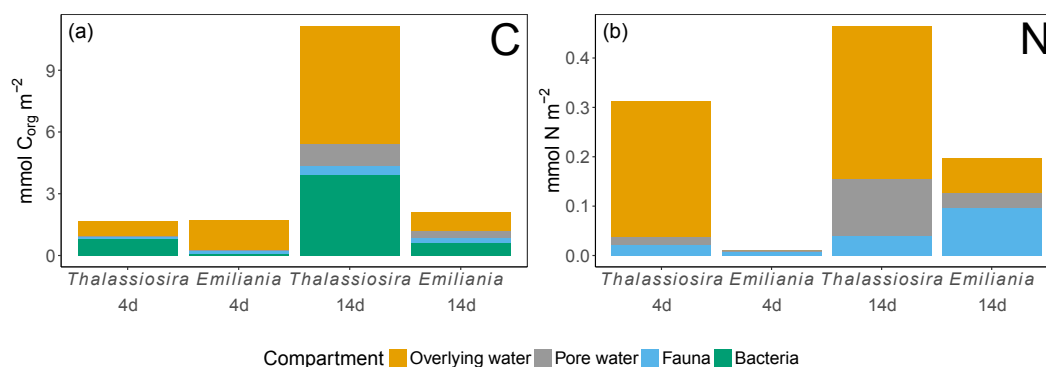 (a)
C
mmol C_org m⁻²
9
6
3
0
Thalassiosira
4d
Emiliania
4d
Thalassiosira
14d
Emiliania
14d
(b)
N
mmol N m⁻²
0.4
0.3
0.2
0.1
0.0
Thalassiosira
4d
Emiliania
4d
Thalassiosira
14d
Emiliania
14d
Compartment Overlying water Pore water Fauna Bacteria